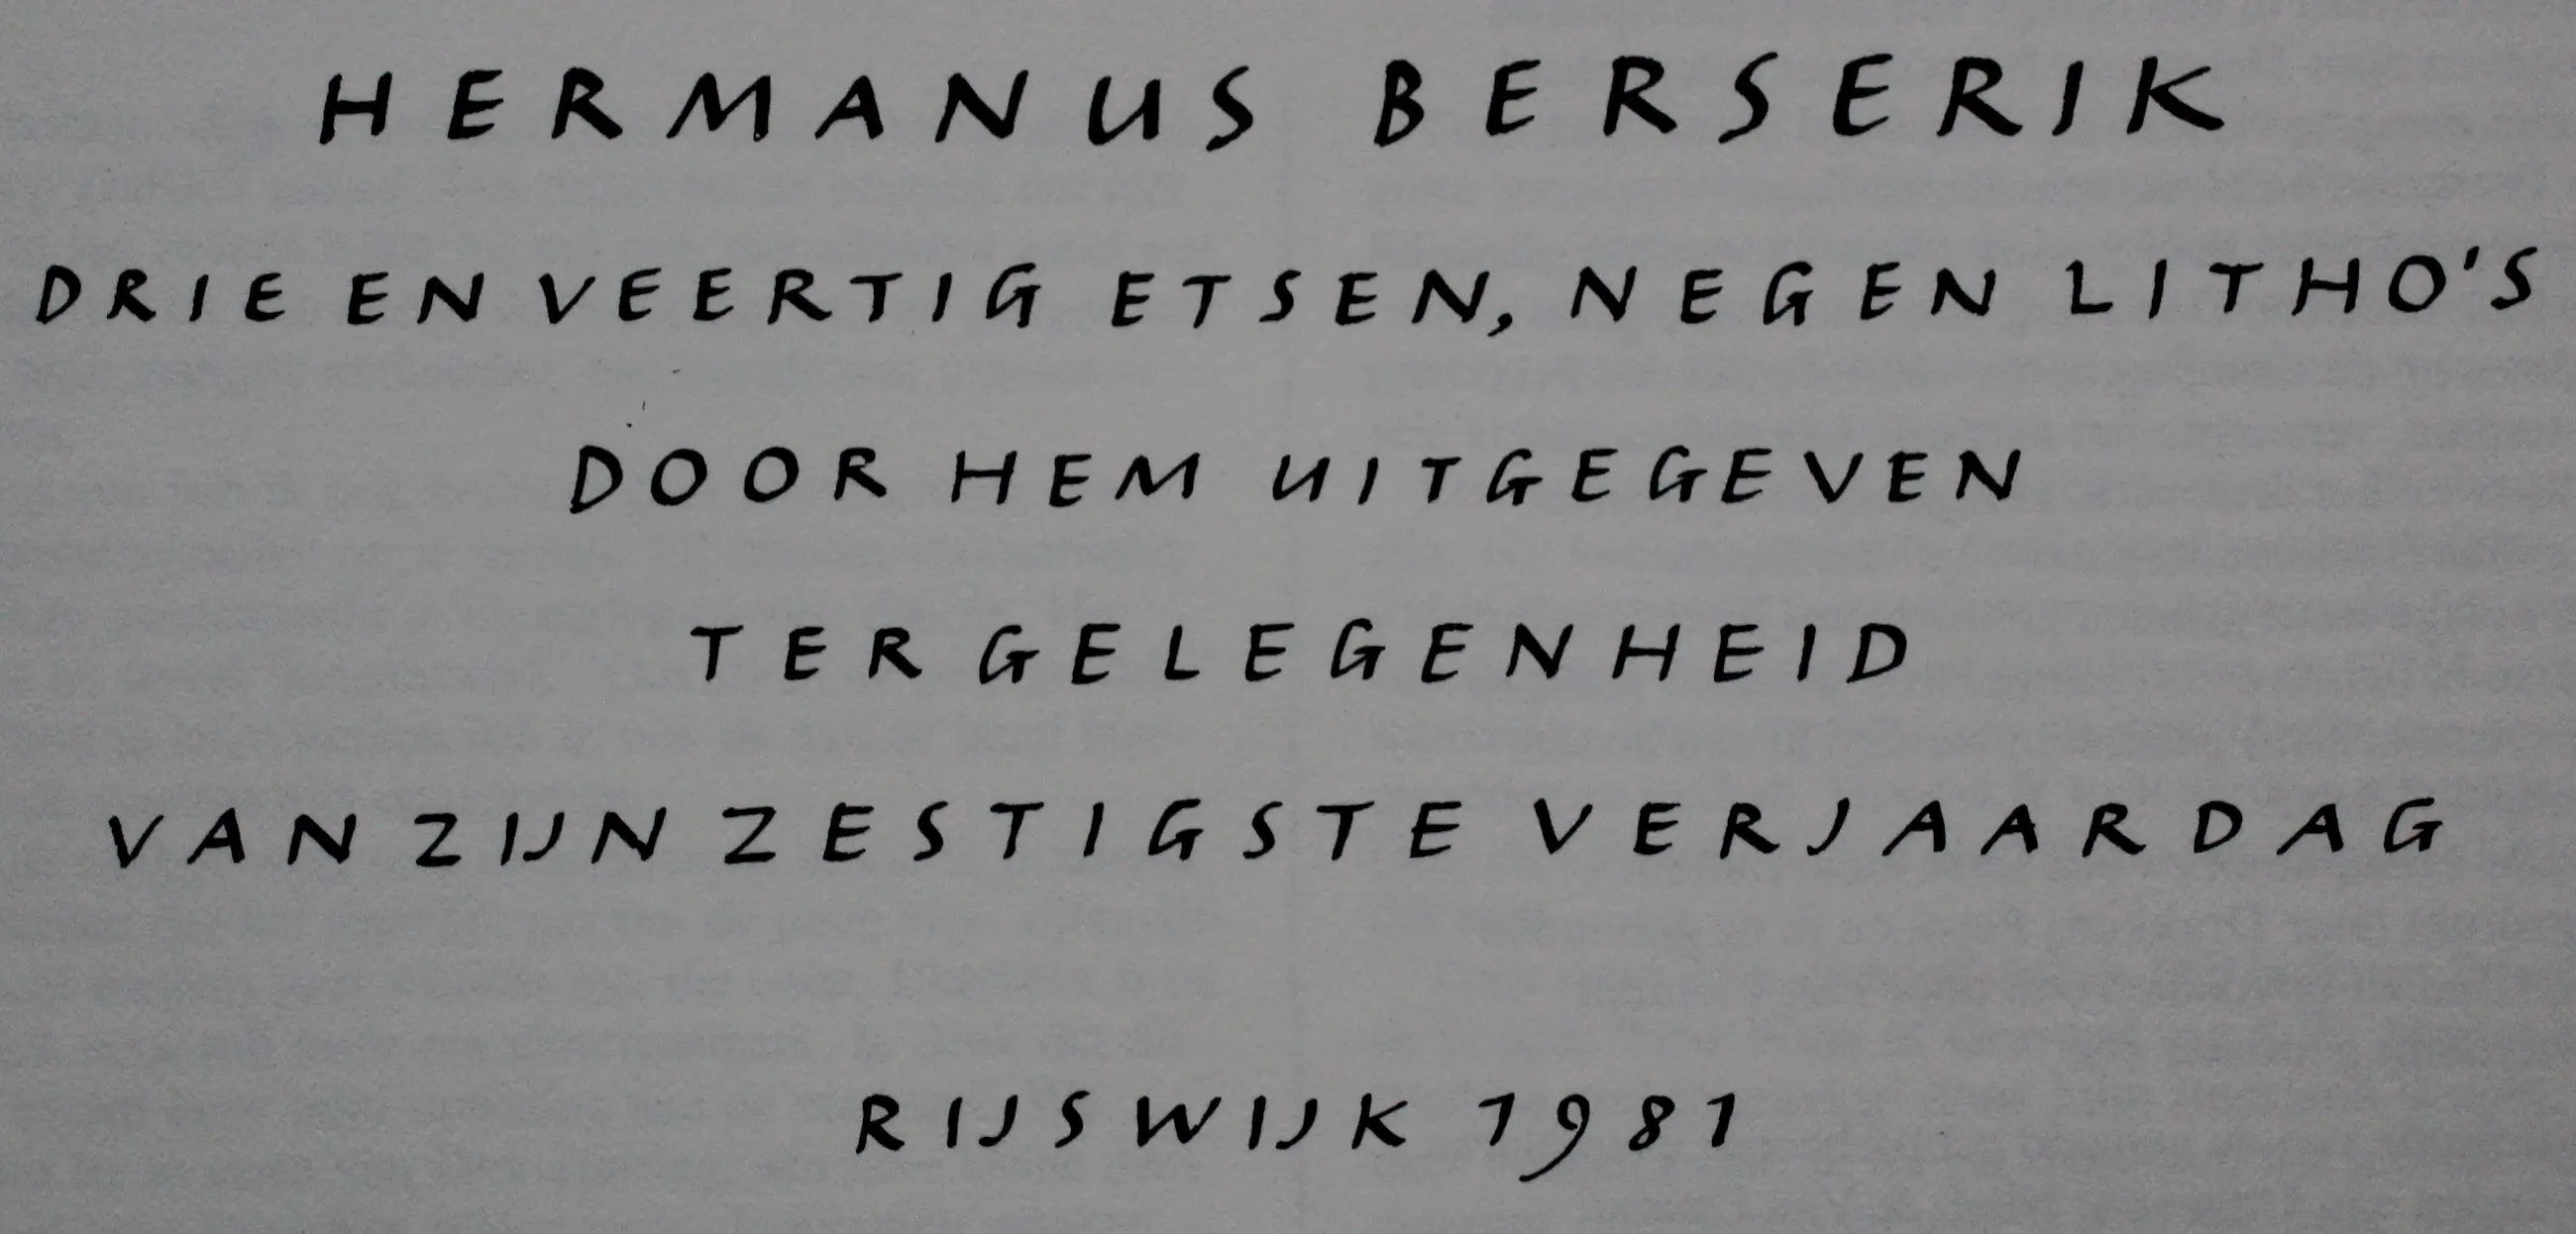 HERMANUS BERSERIK
DRIE EN VEERTIG ETSEN, NEGEN LITHO'S
DOOR HEM UITGEGEVEN
TER GELEGENHEID
VAN ZIJN ZESTIGSTE VERJAARDAG
RIJSWIJK 1981